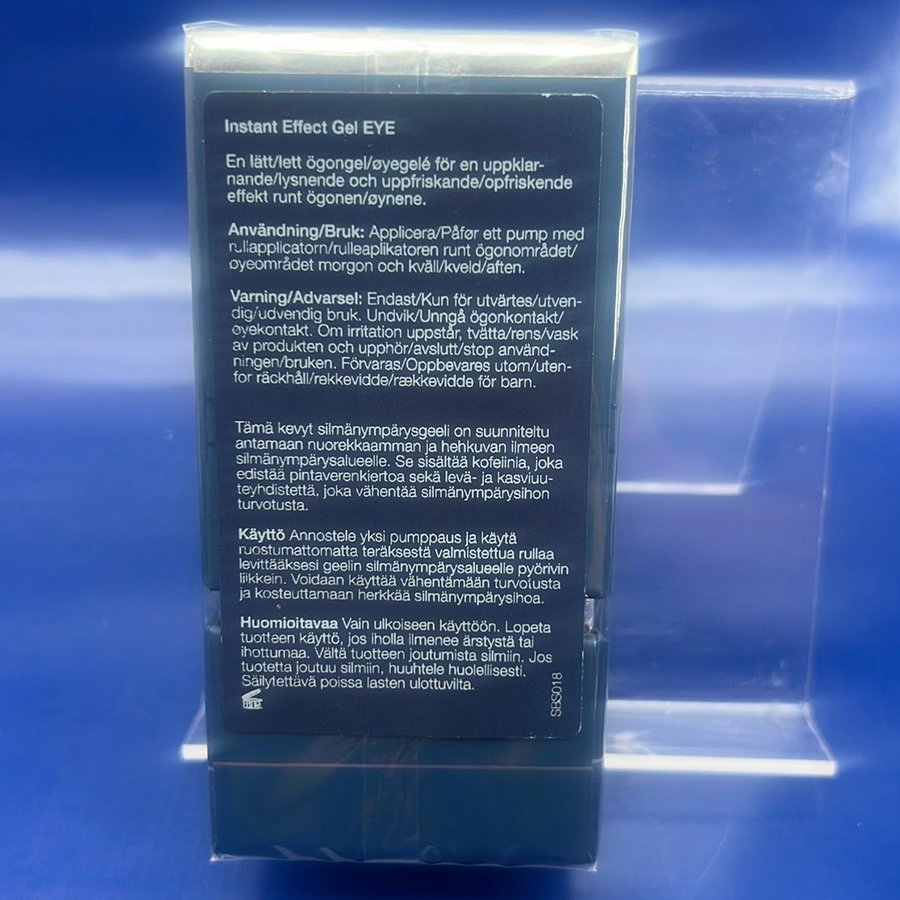 Instant Effect Gel EYE
En lätt/lett ögongel/øyegelé för en uppklar-
nande/lysnende och uppfriskande/opfriskende
effekt runt ögonen/øynene.
Användning/Bruk: Applicera/Påfør ett pump med
rullapplicatorn/rulleaplikatoren runt ögonområdet/
øyeområdet morgon och kväll/kveld/aften.
Varning/Advarsel: Endast/Kun för utvärtes/utven-
dig/udvendig bruk. Undvik/Unngå ögonkontakt/
øyekontakt. Om irritation uppstår, tvätta/rens/vask
av produkten och upphör/avslutt/stop använd-
ningen/bruken. Förvaras/Oppbevares utom/uten-
for räckhåll/rekkevidde/rækkevidde för barn.
Tämä kevyt silmänympärysgeeli on suunniteltu
antamaan nuorekkaamman ja hehkuvan ilmeen
silmänympärysalueelle. Se sisältää kofeiinia, joka
edistää pintaverenkiertoa sekä levä- ja kasviuu-
teyhdistettä, joka vähentää silmänympärysihon
turvotusta.
Käyttö Annostele yksi pumppaus ja käytä
ruostumattomatta teräksestä valmistettua rullaa
levittääksesi geelin silmänympärysalueelle pyörivin
liikkein. Voidaan käyttää vähentämään turvotusta
ja kosteuttamaan herkkää silmänympärysihoa.
Huomioitavaa Vain ulkoiseen käyttöön. Lopeta
tuotteen käyttö, jos iholla ilmenee ärstystä tai
ihottumaa. Vältä tuotteen joutumista silmiin. Jos
tuotetta joutuu silmiin, huuhtele huolellisesti.
Säilytettävä poissa lasten ulottuvilta.
12 M
SBS018